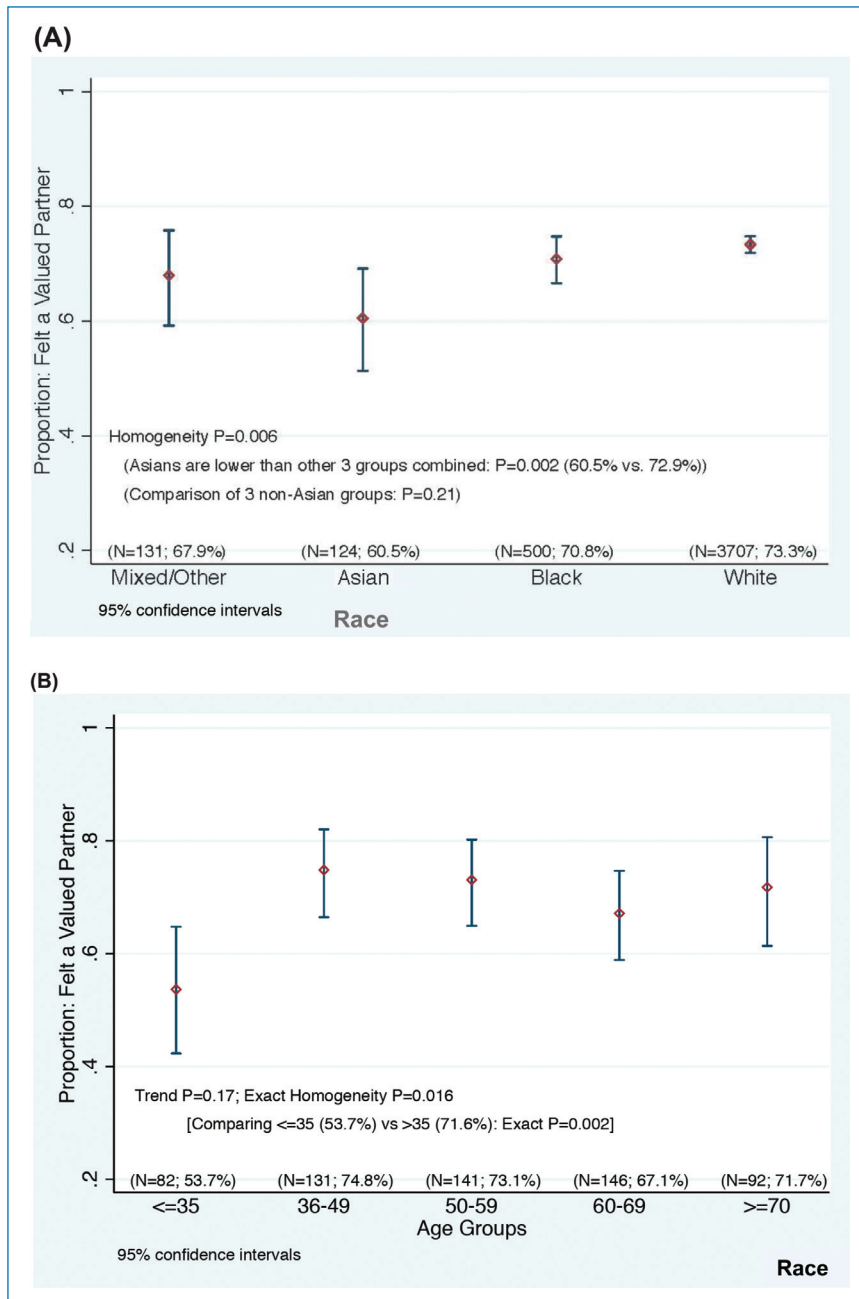 (A)
Proportion: Felt a Valued Partner
1
.8
.6
.4
.2
Homogeneity P=0.006
(Asians are lower than other 3 groups combined: P=0.002 (60.5% vs. 72.9%))
(Comparison of 3 non-Asian groups: P=0.21)
(N=131; 67.9%) (N=124; 60.5%) (N=500; 70.8%) (N=3707; 73.3%)
Mixed/Other Asian Black White
95% confidence intervals
Race
(B)
Proportion: Felt a Valued Partner
1
.8
.6
.4
.2
Trend P=0.17; Exact Homogeneity P=0.016
[Comparing <=35 (53.7%) vs >35 (71.6%): Exact P=0.002]
(N=82; 53.7%) (N=131; 74.8%) (N=141; 73.1%) (N=146; 67.1%) (N=92; 71.7%)
<=35 36-49 50-59 60-69 >=70
Age Groups
95% confidence intervals
Race